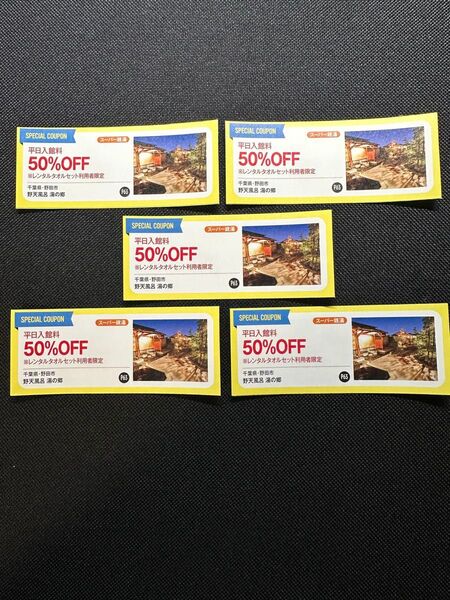 SPECIAL COUPON
スーパー銭湯
平日入館料
50%OFF
※レンタルタオルセット利用者限定
千葉県・野田市
野天風呂 湯の郷
P65
SPECIAL COUPON
スーパー銭湯
平日入館料
50%OFF
※レンタルタオルセット利用者限定
千葉県・野田市
野天風呂 湯の郷
P65
SPECIAL COUPON
スーパー銭湯
平日入館料
50%OFF
※レンタルタオルセット利用者限定
千葉県・野田市
野天風呂 湯の郷
P65
SPECIAL COUPON
スーパー銭湯
平日入館料
50%OFF
※レンタルタオルセット利用者限定
千葉県・野田市
野天風呂 湯の郷
P65
SPECIAL COUPON
スーパー銭湯
平日入館料
50%OFF
※レンタルタオルセット利用者限定
千葉県・野田市
野天風呂 湯の郷
P65